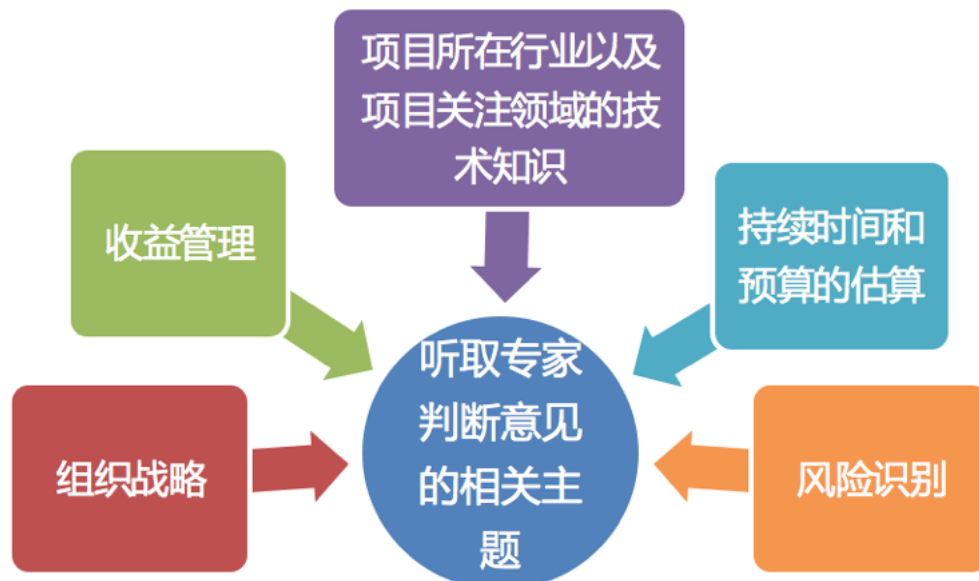 项目所在行业以及
项目关注领域的技
术知识
收益管理
持续时间和
预算的估算
听取专家
判断意见
的相关主
题
组织战略
风险识别